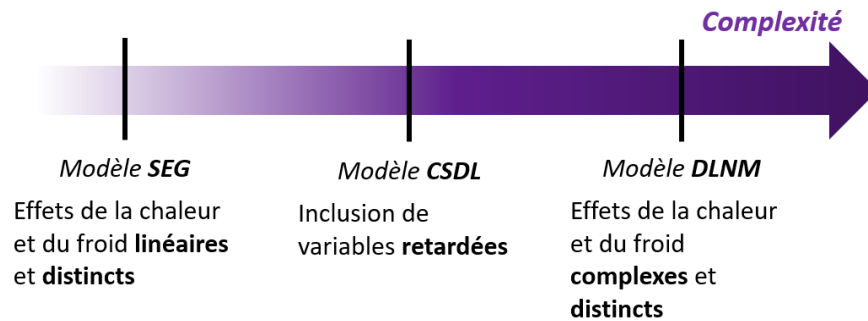 Complexité
Modèle SEG
Effets de la chaleur
et du froid linéaires
et distincts
Modèle CSDL
Inclusion de
variables retardées
Modèle DLNM
Effets de la chaleur
et du froid
complexes et
distincts